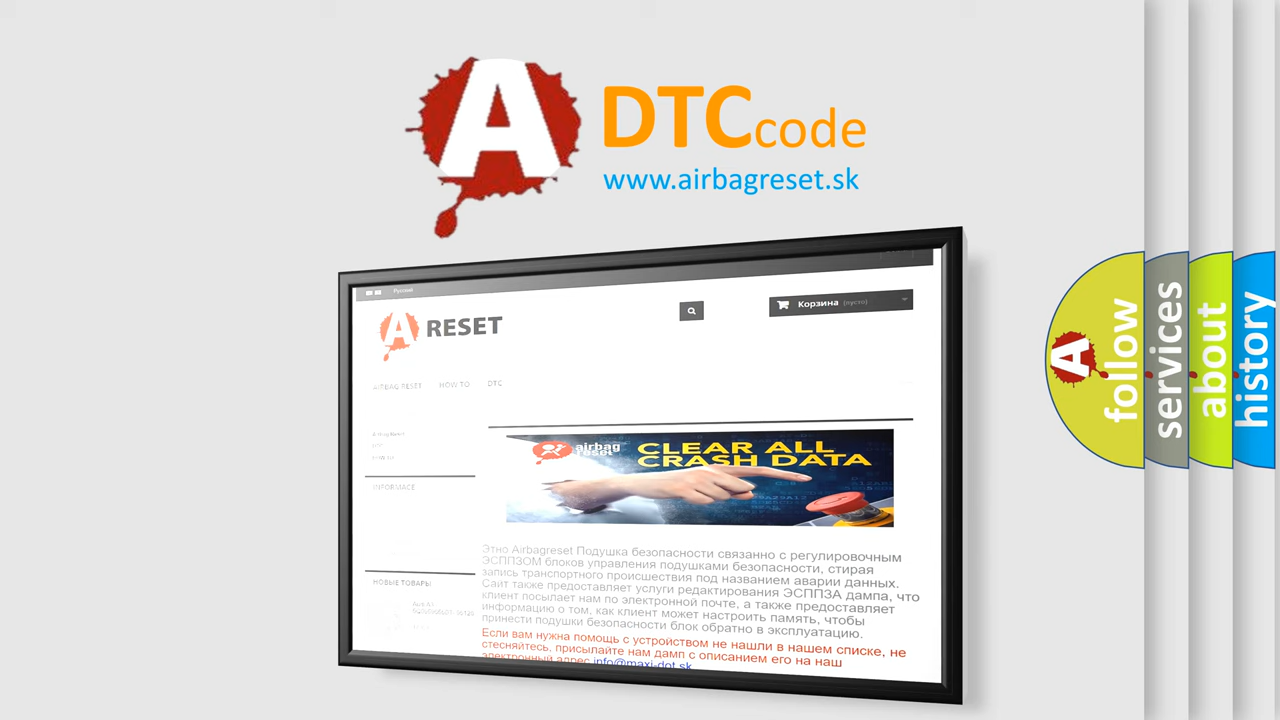 A DTCcode
www.airbagreset.sk
Русский
A RESET
Корзина (пусто)
AIRBAG RESET HOW TO DTC
Airbag Reset
HOW TO
INFORMACE
airbag
reset
CLEAR ALL
CRASH DATA
НОВЫЕ ТОВАРЫ
Этно Airbagreset Подушка безопасности связанно с регулировочным
ЭСППЗОМ блоков управления подушками безопасности, стирая
запись транспортного происшествия под названием аварии данных.
Сайт также предоставляет услуги редактирования ЭСППЗА дампа, что
клиент посылает нам по электронной почте, а также предоставляет
информацию о том, как клиент может настроить память, чтобы
принести подушки безопасности блок обратно в эксплуатацию.
Если вам нужна помощь с устройством не нашли в нашем списке, не
стесняйтесь, присылайте нам дамп с описанием его на наш
электронный адрес info@maxi-dot.sk
A
follow
services
about
history